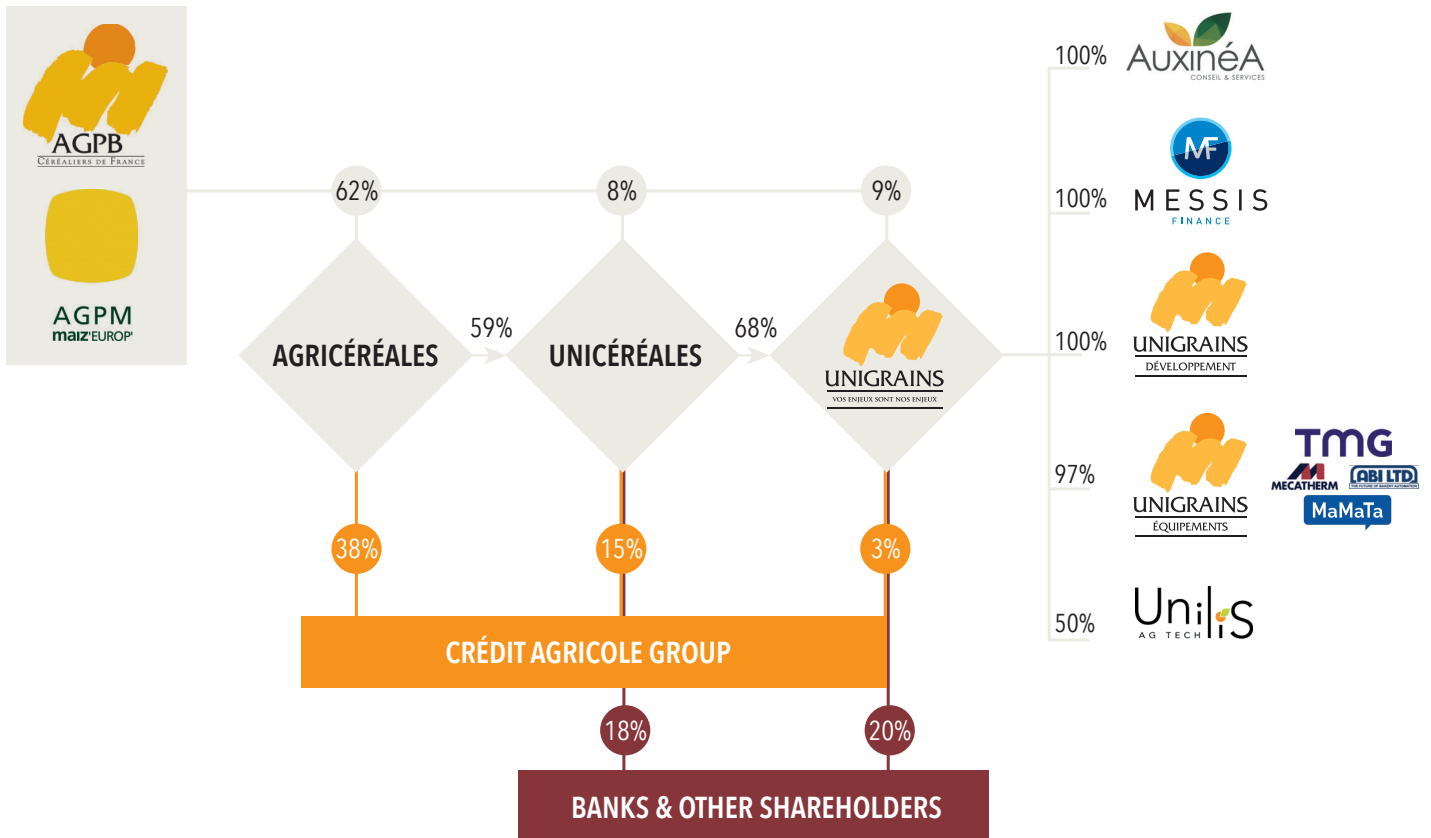 AGPB
CÉRÉALIERS DE FRANCE
AGPM
maïz'EUROP'
62%
8%
9%
AGRICÉRÉALES
59%
UNICÉRÉALES
68%
UNIGRAINS
VOS ENJEUX SONT NOS ENJEUX
38%
15%
3%
CRÉDIT AGRICOLE GROUP
18%
20%
BANKS & OTHER SHAREHOLDERS
100%
AUXINÉA
CONSEIL & SERVICES
100%
MF
MESSIS
FINANCE
100%
UNIGRAINS
DÉVELOPPEMENT
97%
UNIGRAINS
ÉQUIPEMENTS
TMG
MECATHERM
ABI LTD
THE FUTURE OF BAKERY AUTOMATION
MaMaTa
50%
UniliS
AG TECH